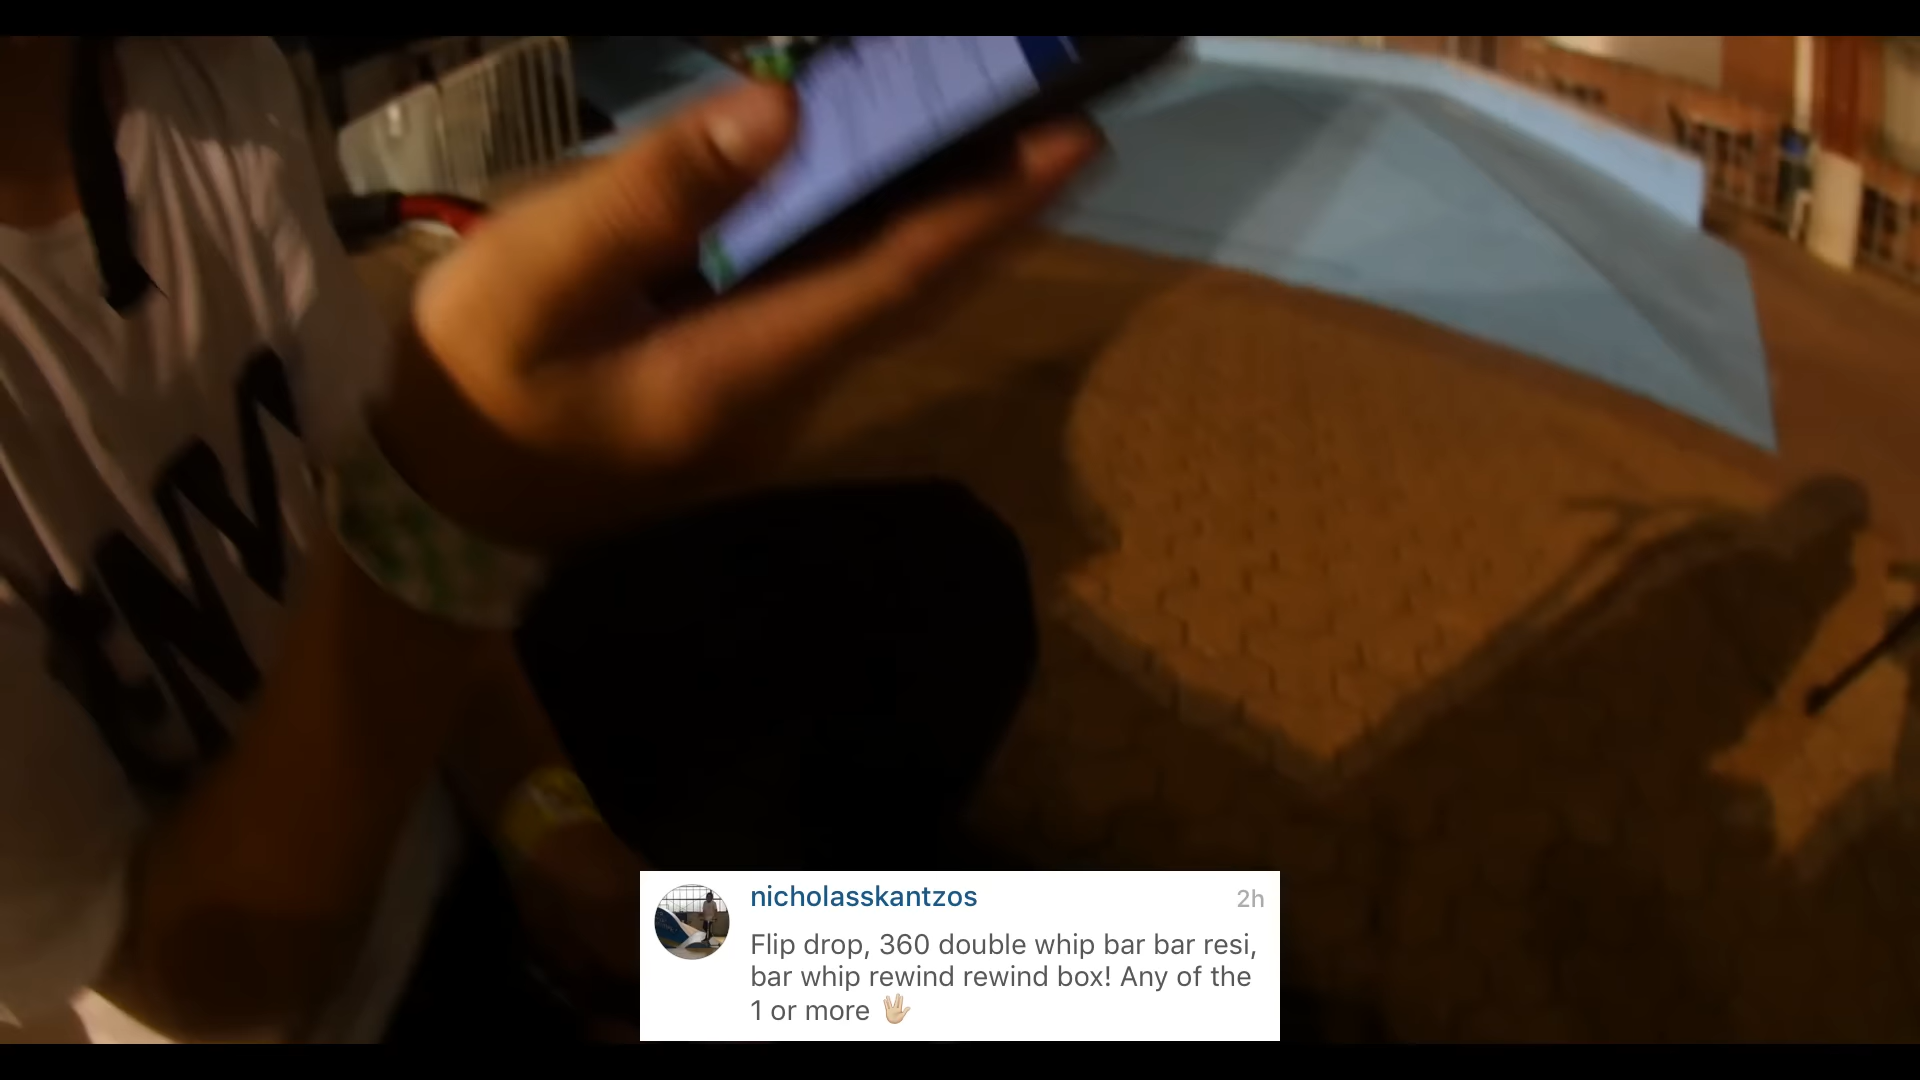 nicholasskantzos 2h
Flip drop, 360 double whip bar bar resi,
bar whip rewind rewind box! Any of the
1 or more 🖖🏼